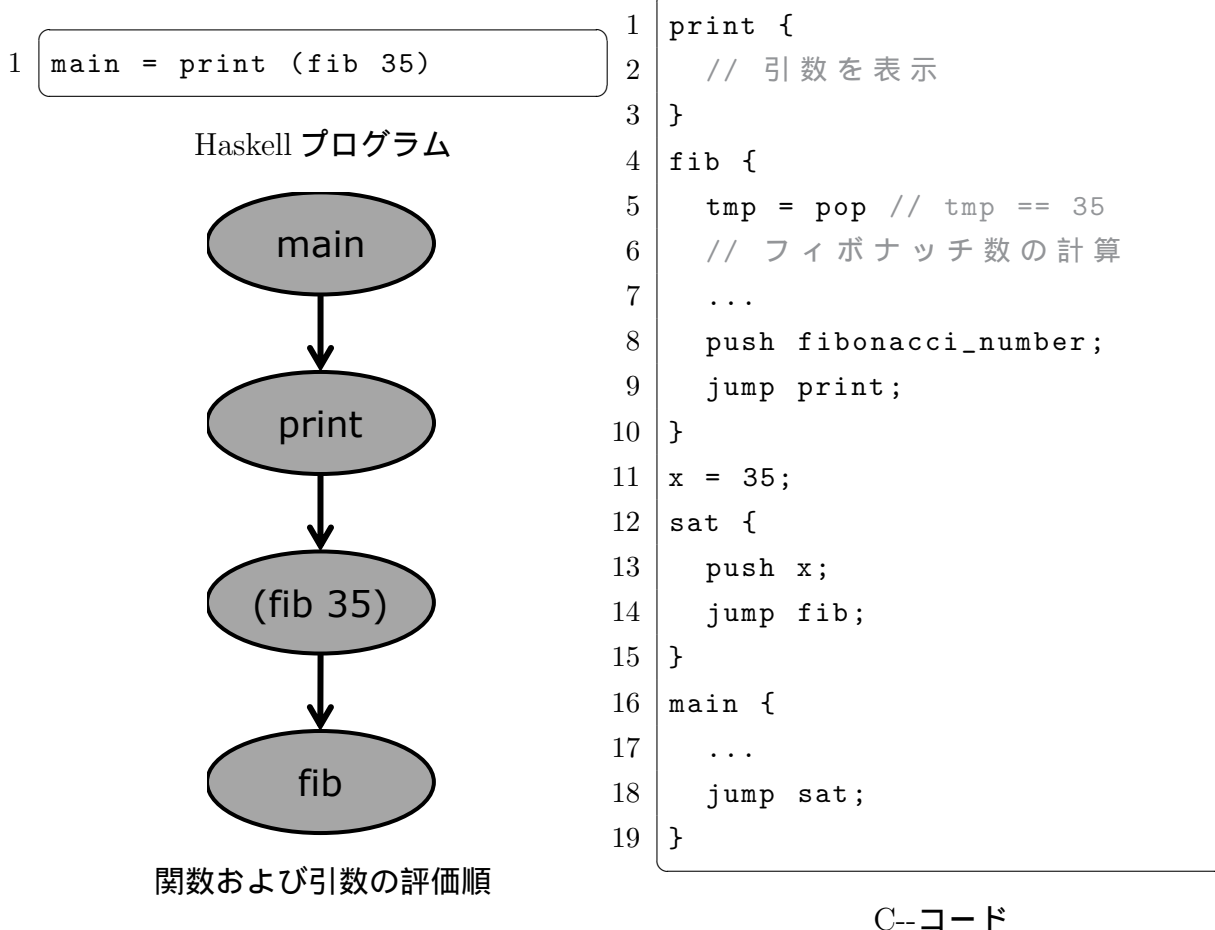 1 main = print (fib 35)
Haskell プログラム
main
print
(fib 35)
fib
関数および引数の評価順
1 print {
2 // 引数を表示
3 }
4 fib {
5 tmp = pop // tmp == 35
6 // フィボナッチ数の計算
7 ...
8 push fibonacci_number;
9 jump print;
10 }
11 x = 35;
12 sat {
13 push x;
14 jump fib;
15 }
16 main {
17 ...
18 jump sat;
19 }
C--コード